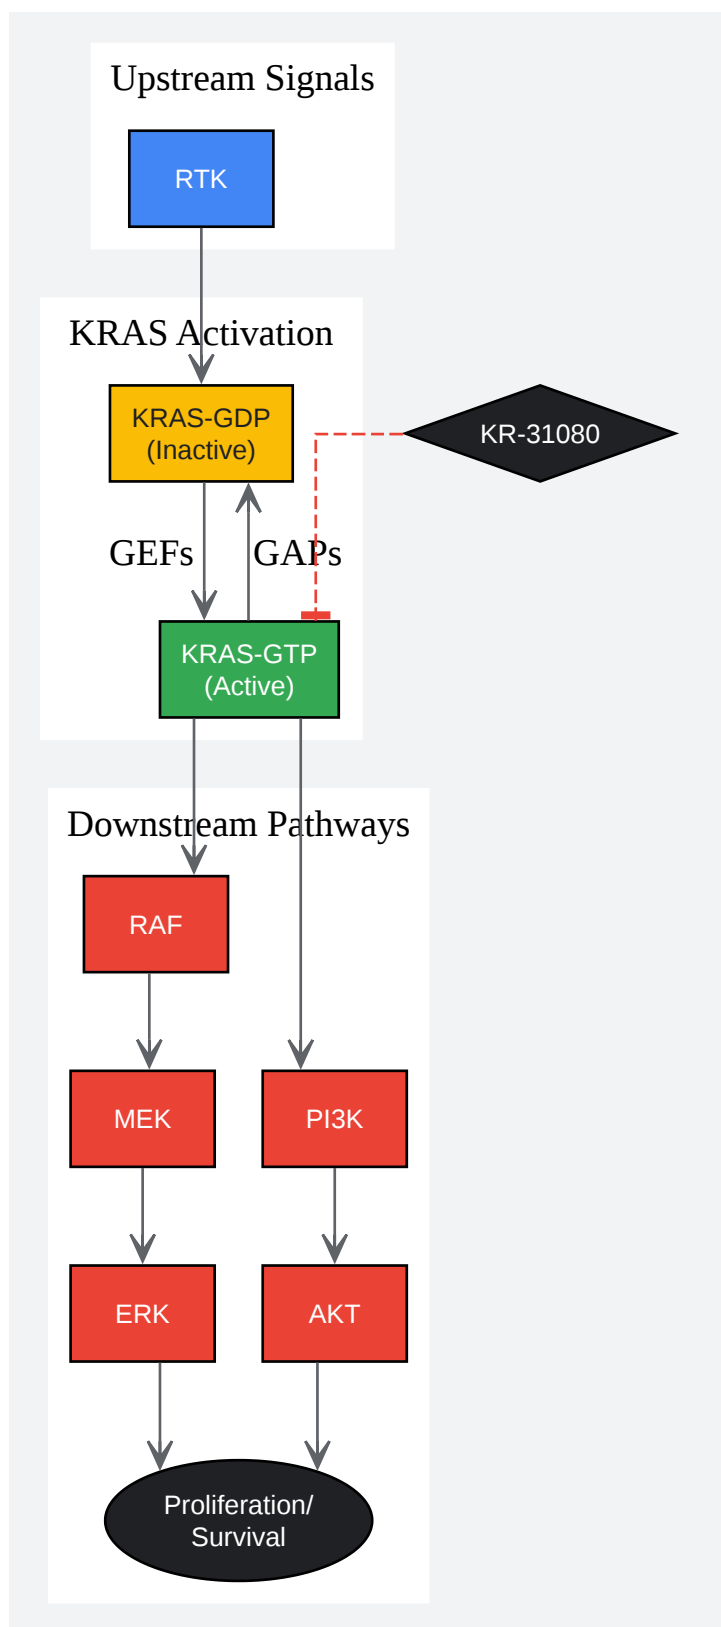 Upstream Signals
RTK
KRAS Activation
KRAS-GDP
(Inactive)
KR-31080
GEFs
GAPs
KRAS-GTP
(Active)
Downstream Pathways
RAF
MEK
PI3K
ERK
AKT
Proliferation/
Survival